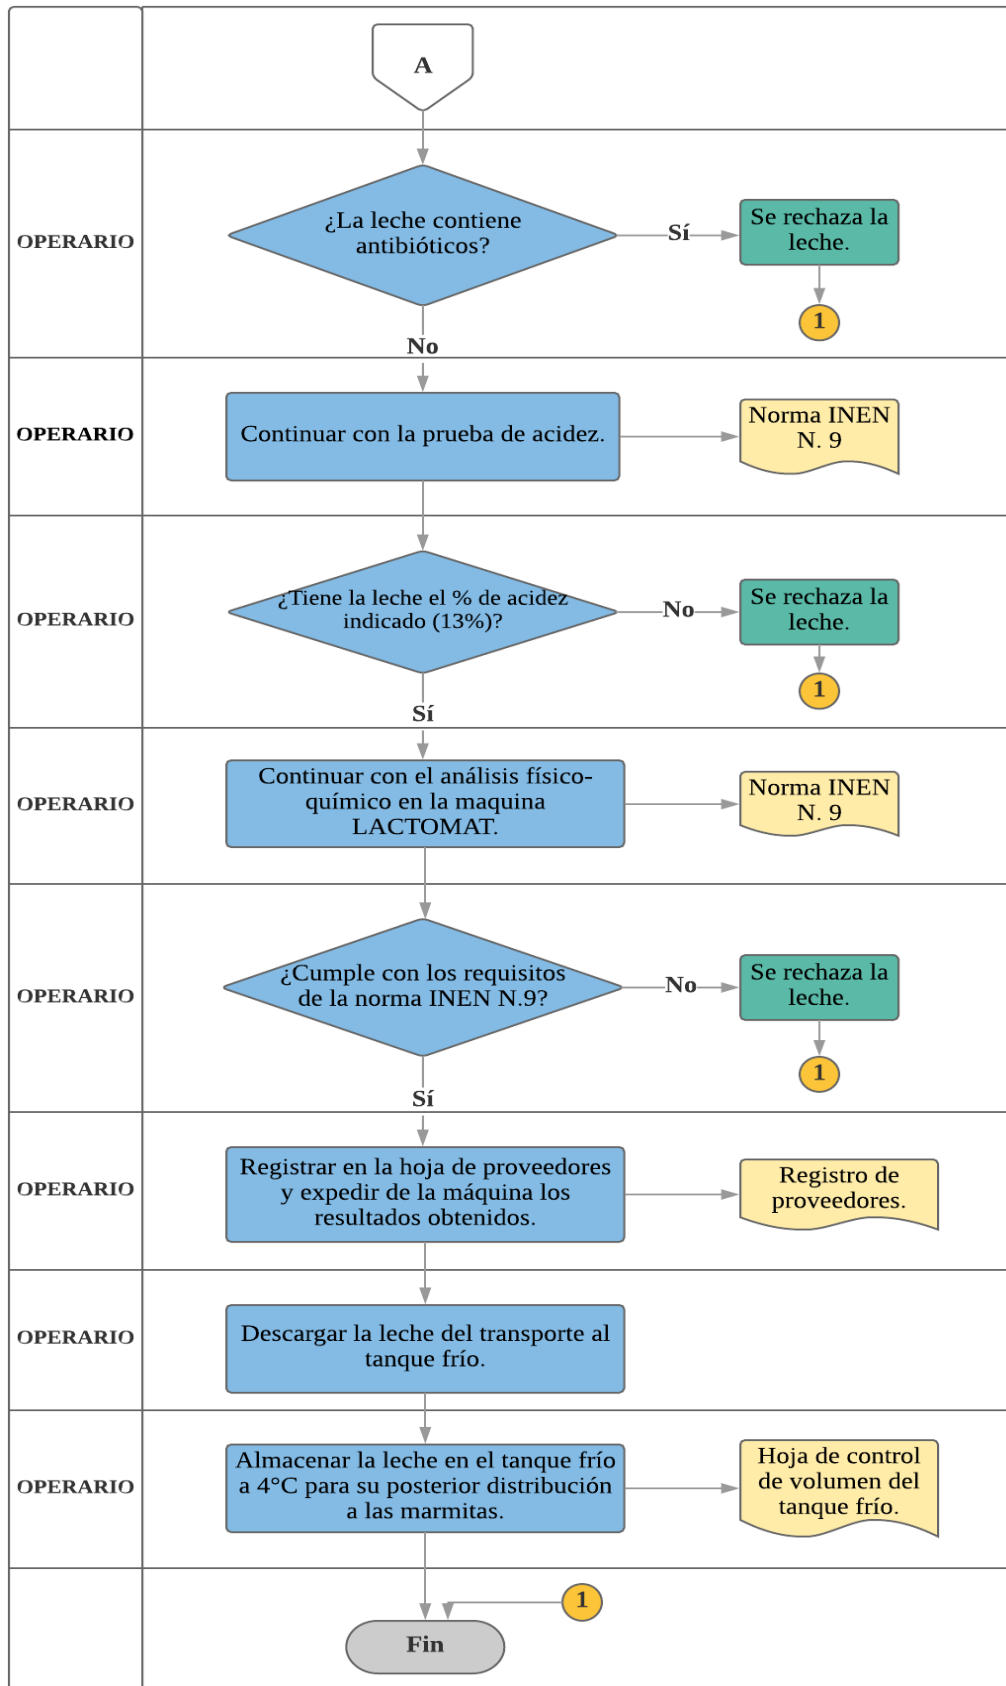 A
OPERARIO
¿La leche contiene
antibióticos?
Sí
Se rechaza la
leche.
1
No
OPERARIO
Continuar con la prueba de acidez.
Norma INEN
N. 9
OPERARIO
¿Tiene la leche el % de acidez
indicado (13%)?
No
Se rechaza la
leche.
1
Sí
OPERARIO
Continuar con el análisis físico-
químico en la maquina
LACTOMAT.
Norma INEN
N. 9
OPERARIO
¿Cumple con los requisitos
de la norma INEN N.9?
No
Se rechaza la
leche.
1
Sí
OPERARIO
Registrar en la hoja de proveedores
y expedir de la máquina los
resultados obtenidos.
Registro de
proveedores.
OPERARIO
Descargar la leche del transporte al
tanque frío.
OPERARIO
Almacenar la leche en el tanque frío
a 4°C para su posterior distribución
a las marmitas.
Hoja de control
de volumen del
tanque frío.
1
Fin